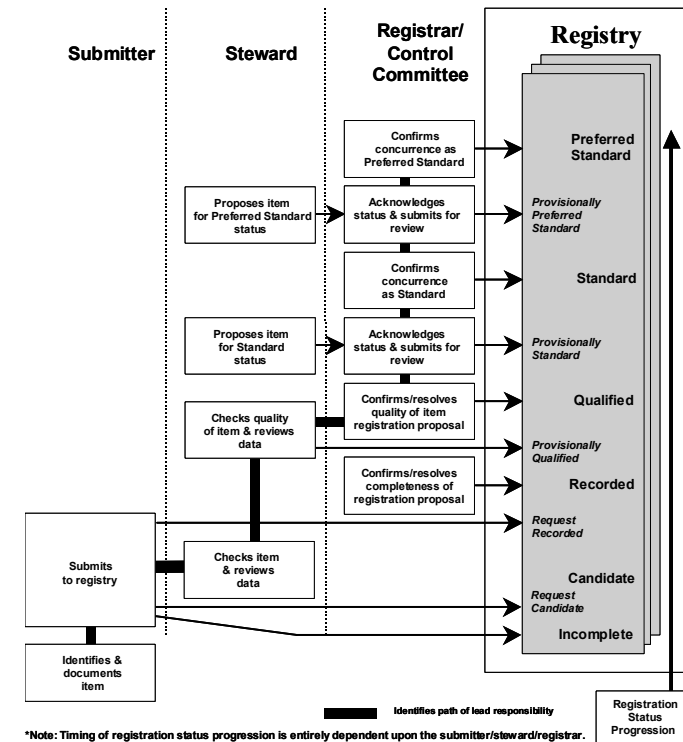 Submitter
Steward
Registrar/
Control
Committee
Registry
Confirms
concurrence as
Preferred Standard
Preferred
Standard
Proposes item
for Preferred Standard
status
Acknowledges
status & submits for
review
Provisionally
Preferred
Standard
Confirms
concurrence
as Standard
Standard
Proposes item
for Standard
status
Acknowledges
status & submits for
review
Provisionally
Standard
Confirms/resolves
quality of item
registration proposal
Qualified
Checks quality
of item & reviews
data
Provisionally
Qualified
Confirms/resolves
completeness of
registration proposal
Recorded
Request
Recorded
Submits
to registry
Checks item
& reviews
data
Candidate
Request
Candidate
Incomplete
Identifies &
documents
item
Identifies path of lead responsibility
Registration
Status
Progression
*Note: Timing of registration status progression is entirely dependent upon the submitter/steward/registrar.